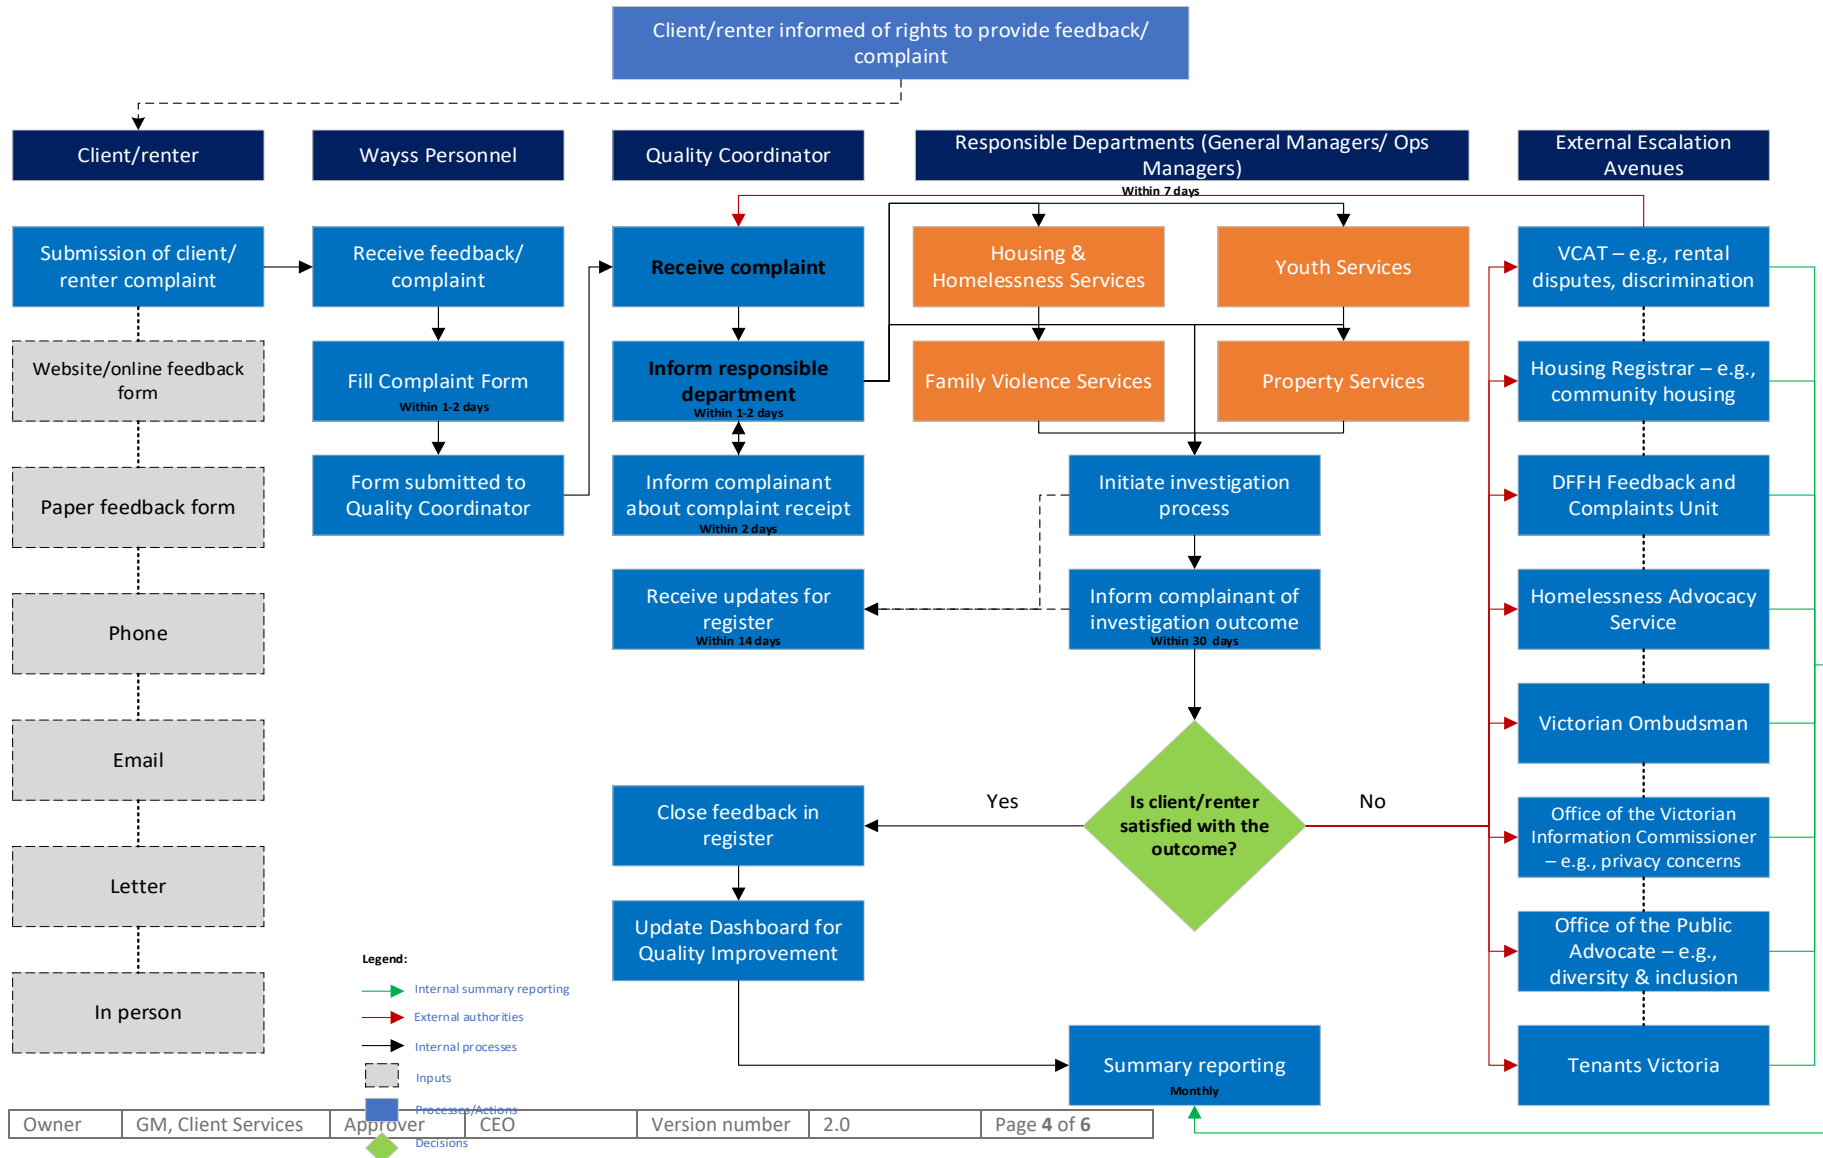 Client/renter informed of rights to provide feedback/
complaint
Client/renter
Wayss Personnel
Quality Coordinator
Responsible Departments (General Managers/ Ops
Managers)
External Escalation
Avenues
Within 7 days
Submission of client/
renter complaint
Website/online feedback
form
Paper feedback form
Phone
Email
Letter
In person
Receive feedback/
complaint
Fill Complaint Form
Within 1-2 days
Form submitted to
Quality Coordinator
Receive complaint
Inform responsible
department
Within 1-2 days
Inform complainant
about complaint receipt
Within 2 days
Receive updates for
register
Within 14 days
Close feedback in
register
Update Dashboard for
Quality Improvement
Housing &
Homelessness Services
Youth Services
Family Violence Services
Property Services
Initiate investigation
process
Inform complainant of
investigation outcome
Within 30 days
Yes
Is client/renter
satisfied with the
outcome?
No
Summary reporting
Monthly
VCAT – e.g., rental
disputes, discrimination
Housing Registrar – e.g.,
community housing
DFFH Feedback and
Complaints Unit
Homelessness Advocacy
Service
Victorian Ombudsman
Office of the Victorian
Information Commissioner
– e.g., privacy concerns
Office of the Public
Advocate – e.g.,
diversity & inclusion
Tenants Victoria
Legend:
Internal summary reporting
External authorities
Internal processes
Inputs
Processes/Actions
Decisions
Owner GM, Client Services Approver CEO Version number 2.0 Page 4 of 6